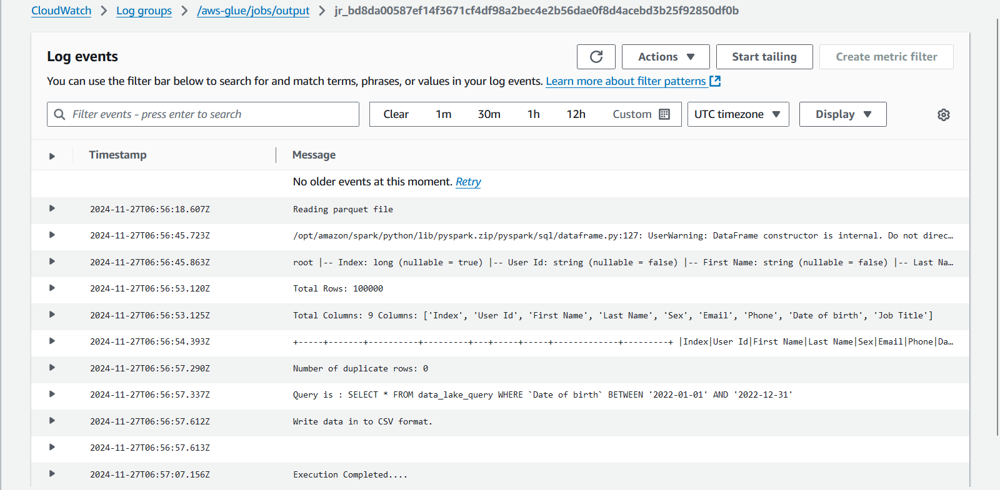 CloudWatch > Log groups > /aws-glue/jobs/output > jr_bd8da00587ef14f3671cf4df98a2bec4e2b56dae0f8d4acebd3b25f92850df0b
Log events
Actions Start tailing Create metric filter
You can use the filter bar below to search for and match terms, phrases, or values in your log events. Learn more about filter patterns
Filter events - press enter to search Clear 1m 30m 1h 12h Custom UTC timezone Display
Timestamp Message
No older events at this moment. Retry
2024-11-27T06:56:18.607Z Reading parquet file
2024-11-27T06:56:45.723Z /opt/amazon/spark/python/lib/pyspark.zip/pyspark/sql/dataframe.py:127: UserWarning: DataFrame constructor is internal. Do not direc…
2024-11-27T06:56:45.863Z root |-- Index: long (nullable = true) |-- User Id: string (nullable = false) |-- First Name: string (nullable = false) |-- Last Na…
2024-11-27T06:56:53.120Z Total Rows: 100000
2024-11-27T06:56:53.125Z Total Columns: 9 Columns: ['Index', 'User Id', 'First Name', 'Last Name', 'Sex', 'Email', 'Phone', 'Date of birth', 'Job Title']
2024-11-27T06:56:54.393Z +-----+-------+----------+---------+---+-----+-----+-------------+---------+ |Index|User Id|First Name|Last Name|Sex|Email|Phone|Da…
2024-11-27T06:56:57.290Z Number of duplicate rows: 0
2024-11-27T06:56:57.337Z Query is : SELECT * FROM data_lake_query WHERE `Date of birth` BETWEEN '2022-01-01' AND '2022-12-31'
2024-11-27T06:56:57.612Z Write data in to CSV format.
2024-11-27T06:56:57.613Z
2024-11-27T06:57:07.156Z Execution Completed....